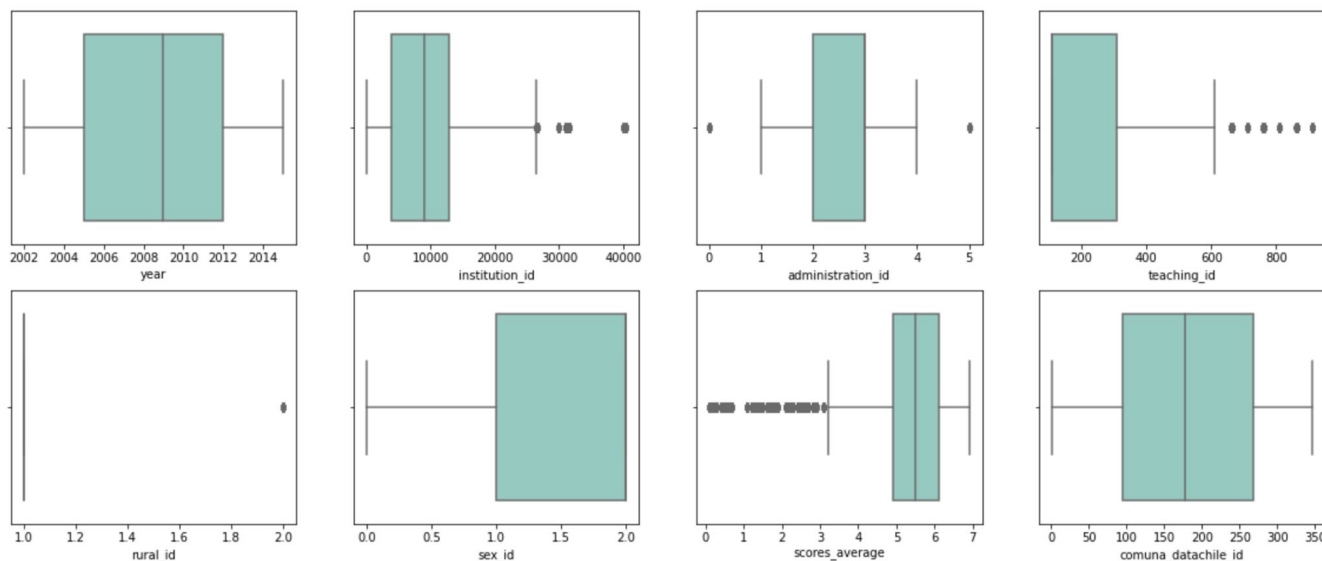 2002 2004 2006 2008 2010 2012 2014
year
0 10000 20000 30000 40000
institution_id
0 1 2 3 4 5
administration_id
200 400 600 800
teaching_id
1.0 1.2 1.4 1.6 1.8 2.0
rural_id
0.0 0.5 1.0 1.5 2.0
sex_id
0 1 2 3 4 5 6 7
scores_average
0 50 100 150 200 250 300 350
comuna_datachile_id